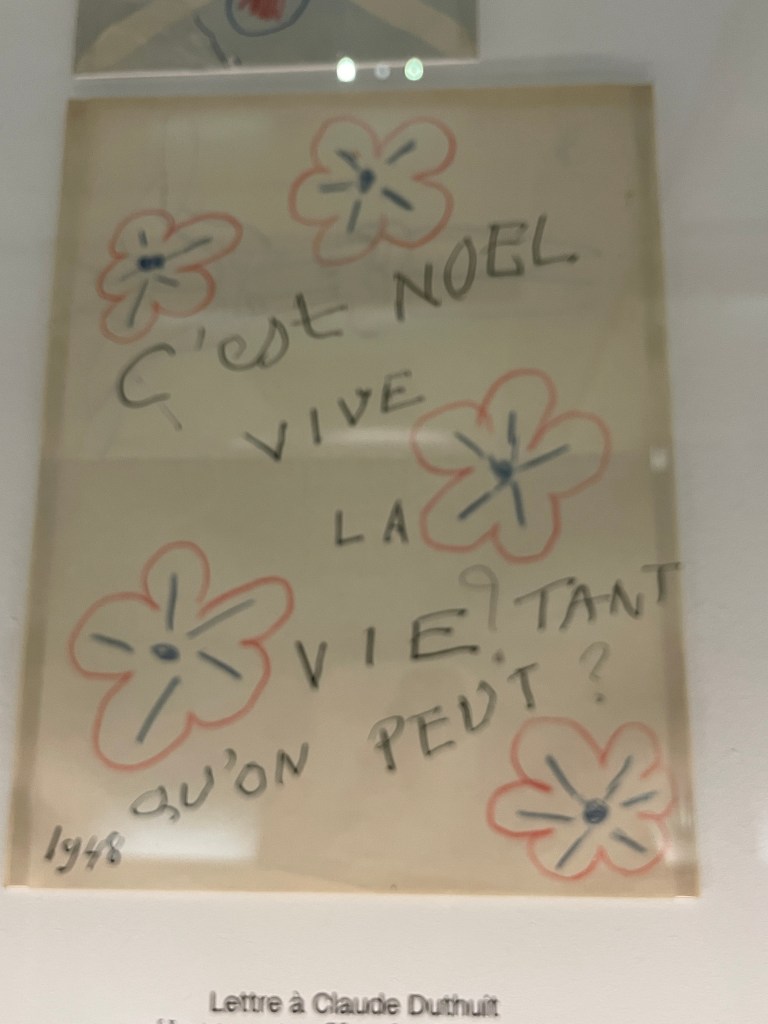 C'est NOEL
VIVE
LA
VIE? TANT
QU'ON PEUT?
1948
Lettre à Claude Duthuit